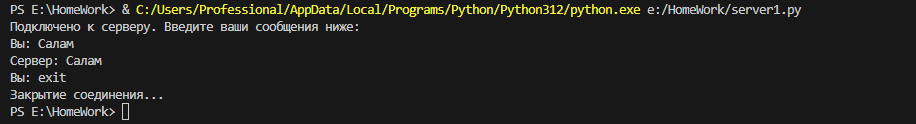 PS E:\HomeWork> & C:/Users/Professional/AppData/Local/Programs/Python/Python312/python.exe e:/HomeWork/server1.py
Подключено к серверу. Введите ваши сообщения ниже:
Вы: Салам
Сервер: Салам
Вы: exit
Закрытие соединения...
PS E:\HomeWork>